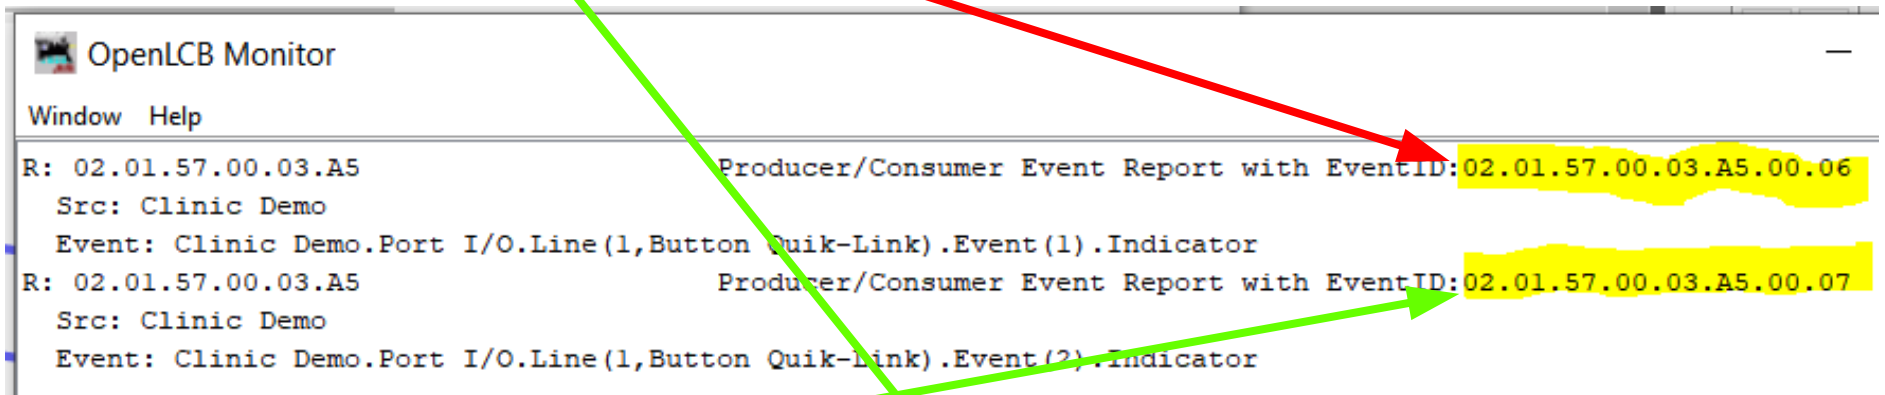 OpenLCB Monitor
Window Help
R: 02.01.57.00.03.A5 Producer/Consumer Event Report with EventID:02.01.57.00.03.A5.00.06
Src: Clinic Demo
Event: Clinic Demo.Port I/O.Line(1,Button Quik-Link).Event(1).Indicator
R: 02.01.57.00.03.A5 Producer/Consumer Event Report with EventID:02.01.57.00.03.A5.00.07
Src: Clinic Demo
Event: Clinic Demo.Port I/O.Line(1,Button Quik-Link).Event(2).Indicator